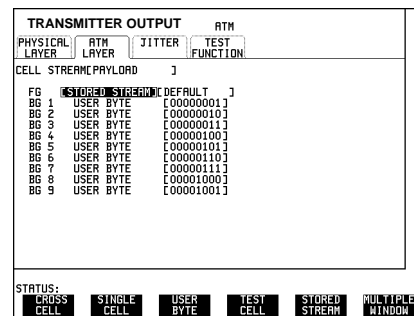 TRANSMITTER OUTPUT ATM
PHYSICAL LAYER ATM LAYER JITTER TEST FUNCTION
CELL STREAM[PAYLOAD ]
FG [STORED STREAM][DEFAULT ]
BG 1 USER BYTE [00000001]
BG 2 USER BYTE [00000010]
BG 3 USER BYTE [00000011]
BG 4 USER BYTE [00000100]
BG 5 USER BYTE [00000101]
BG 6 USER BYTE [00000110]
BG 7 USER BYTE [00000111]
BG 8 USER BYTE [00001000]
BG 9 USER BYTE [00001001]
STATUS:
CROSS CELL SINGLE CELL USER BYTE TEST CELL STORED STREAM MULTIPLE WINDOW